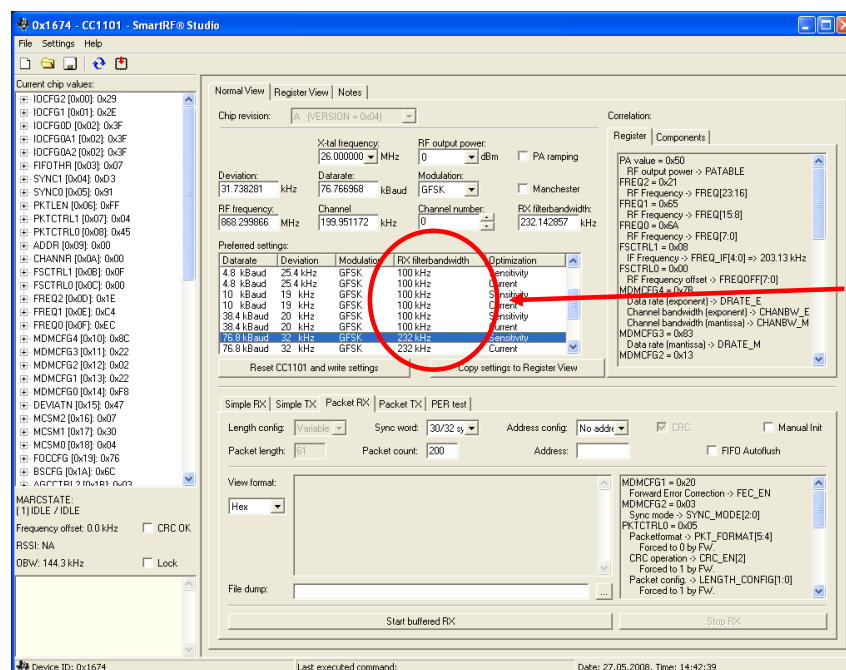 0x1674 - CC1101 - SmartRF® Studio
File Settings Help
Current chip values:
IOCFG2 [0x00]: 0x29
IOCFG1 [0x01]: 0x2E
IOCFG0D [0x02]: 0x3F
IOCFG0A1 [0x02]: 0x3F
IOCFG0A2 [0x02]: 0x3F
FIFOTHR [0x03]: 0x07
SYNC1 [0x04]: 0xD3
SYNC0 [0x05]: 0x91
PKTLEN [0x06]: 0xFF
PKTCTRL1 [0x07]: 0x04
PKTCTRL0 [0x08]: 0x45
ADDR [0x09]: 0x00
CHANNR [0x0A]: 0x00
FSCTRL1 [0x0B]: 0x0F
FSCTRL0 [0x0C]: 0x00
FREQ2 [0x0D]: 0x1E
FREQ1 [0x0E]: 0xC4
FREQ0 [0x0F]: 0xEC
MDMCFG4 [0x10]: 0x8C
MDMCFG3 [0x11]: 0x22
MDMCFG2 [0x12]: 0x02
MDMCFG1 [0x13]: 0x22
MDMCFG0 [0x14]: 0xF8
DEVIATN [0x15]: 0x47
MCSM2 [0x16]: 0x07
MCSM1 [0x17]: 0x30
MCSM0 [0x18]: 0x04
FOCCFG [0x19]: 0x76
BSCFG [0x1A]: 0x6C
AGCCTRL2 [0x1B]: 0x03
MARCSTATE:
(1) IDLE / IDLE
Frequency offset: 0.0 kHz CRC OK
RSSI: NA
OBW: 144.3 kHz Lock
Normal View Register View Notes
Chip revision: A (VERSION = 0x04)
X-tal frequency: RF output power:
26.000000 MHz 0 dBm PA ramping
Deviation: Datarate: Modulation:
31.738281 kHz 76.766968 kBaud GFSK Manchester
RF frequency: Channel Channel number: RX filterbandwidth:
868.299866 MHz 199.951172 kHz 0 232.142857 kHz
Preferred settings:
Datarate Deviation Modulation RX filterbandwidth Optimization
4.8 kBaud 25.4 kHz GFSK 100 kHz Sensitivity
4.8 kBaud 25.4 kHz GFSK 100 kHz Current
10 kBaud 19 kHz GFSK 100 kHz Sensitivity
10 kBaud 19 kHz GFSK 100 kHz Current
38.4 kBaud 20 kHz GFSK 100 kHz Sensitivity
38.4 kBaud 20 kHz GFSK 100 kHz Current
76.8 kBaud 32 kHz GFSK 232 kHz Sensitivity
76.8 kBaud 32 kHz GFSK 232 kHz Current
Reset CC1101 and write settings Copy settings to Register View
Correlation:
Register Components
PA value = 0x50
RF output power -> PATABLE
FREQ2 = 0x21
RF Frequency -> FREQ[23:16]
FREQ1 = 0x65
RF Frequency -> FREQ[15:8]
FREQ0 = 0x6A
RF Frequency -> FREQ[7:0]
FSCTRL1 = 0x08
IF Frequency -> FREQ_IF[4:0] => 203.13 kHz
FSCTRL0 = 0x00
RF Frequency offset -> FREQOFF[7:0]
MDMCFG4 = 0x7B
Data rate (exponent) -> DRATE_E
Channel bandwidth (exponent) -> CHANBW_E
Channel bandwidth (mantissa) -> CHANBW_M
MDMCFG3 = 0x83
Data rate (mantissa) -> DRATE_M
MDMCFG2 = 0x13
Simple RX Simple TX Packet RX Packet TX PER test
Length config: Variable Sync word: 30/32 sy Address config: No addre CRC Manual Init
Packet length: 61 Packet count: 200 Address: FIFO Autoflush
View format:
Hex
MDMCFG1 = 0x20
Forward Error Correction -> FEC_EN
MDMCFG2 = 0x03
Sync mode -> SYNC_MODE[2:0]
PKTCTRL0 = 0x05
Packetformat -> PKT_FORMAT[5:4]
Forced to 0 by FW.
CRC operation -> CRC_EN[2]
Forced to 1 by FW.
Packet config. -> LENGTH_CONFIG[1:0]
Forced to 1 by FW.
File dump: ...
Start buffered RX Stop RX
Device ID: 0x1674 Last executed command: Date: 27.05.2008, Time: 14:42:39